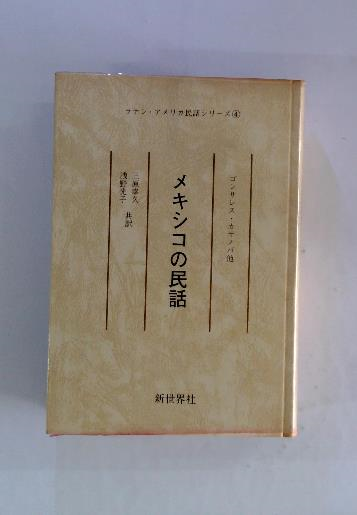 ラテン・アメリカ民話シリーズ④
ゴンサレス・カサノバ他
メキシコの民話
三原幸久
浅野洗子
共訳
新世界社